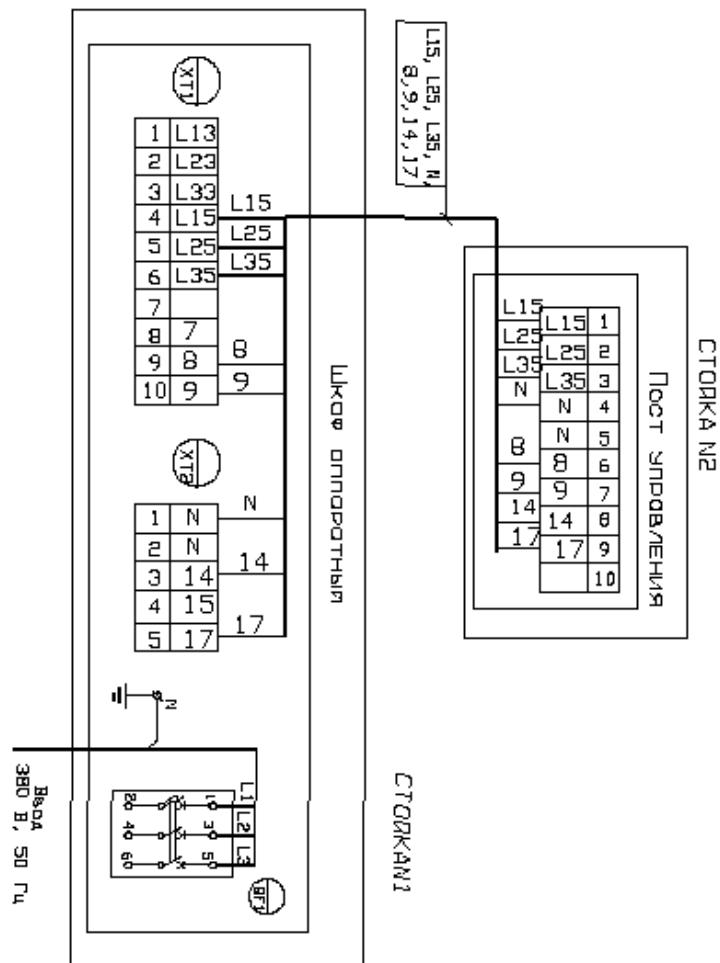 L15, L25, L35, N,
8,9,14,17
СТОЙКА N2
Пост управления
L15
L25
L35
N
8
9
14
17
L15 1
L25 2
L35 3
N 4
N 5
8 6
9 7
14 8
17 9
10
XT1
1 L13
2 L23
3 L33
4 L15
5 L25
6 L35
7
8 7
9 8
10 9
L15
L25
L35
8
9
Шкаф аппаратный
XT2
1 N
2 N
3 14
4 15
5 17
N
14
17
N
L1
L2
L3
1 2
3 4
5 6
ВГ1
СТОЙКАN1
Ввод
380 В, 50 Гц